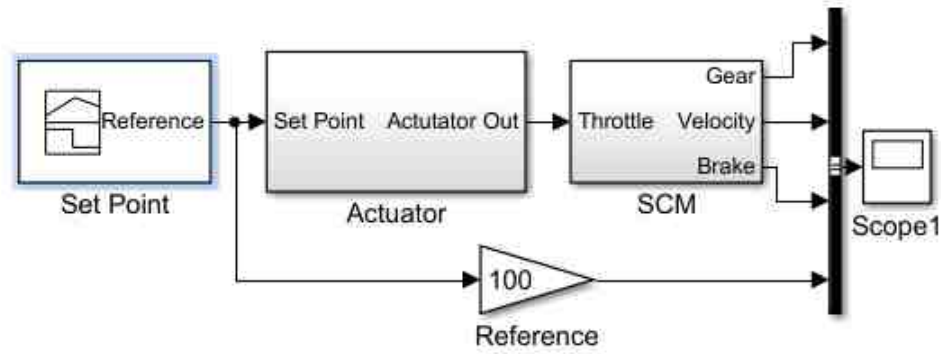 Reference
Set Point
Set Point
Actutator Out
Actuator
Throttle
Gear
Velocity
Brake
SCM
Scope1
100
Reference